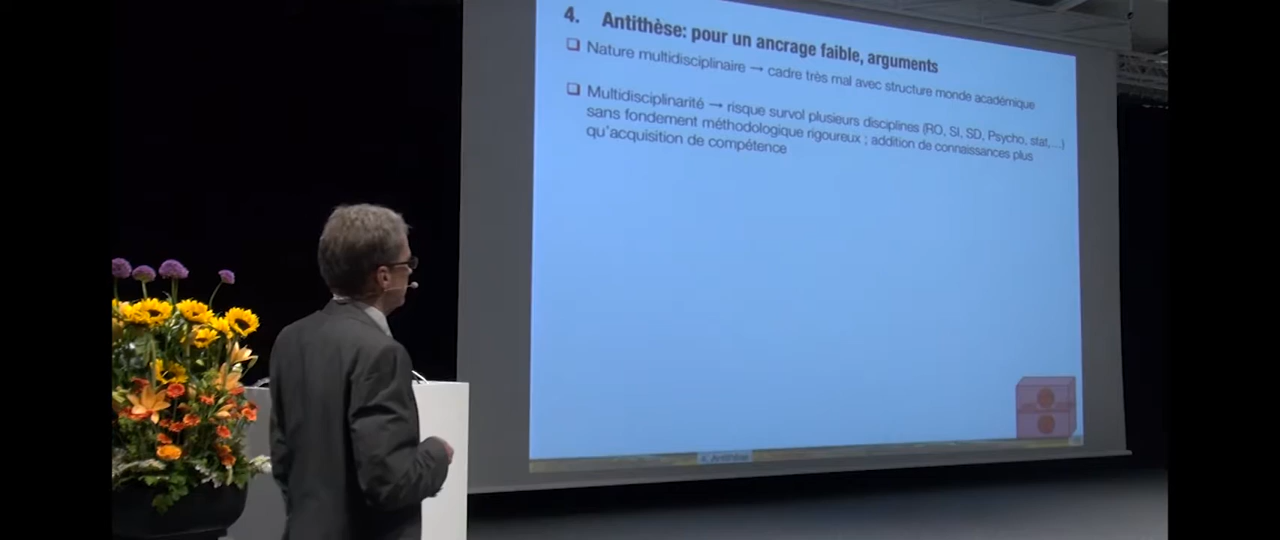 4. Antithèse: pour un ancrage faible, arguments
Nature multidisciplinaire → cadre très mal avec structure monde académique
Multidisciplinarité → risque survol plusieurs disciplines (RO, SI, SD, Psycho, stat,...)
sans fondement méthodologique rigoureux ; addition de connaissances plus
qu'acquisition de compétence
4. Antithèse